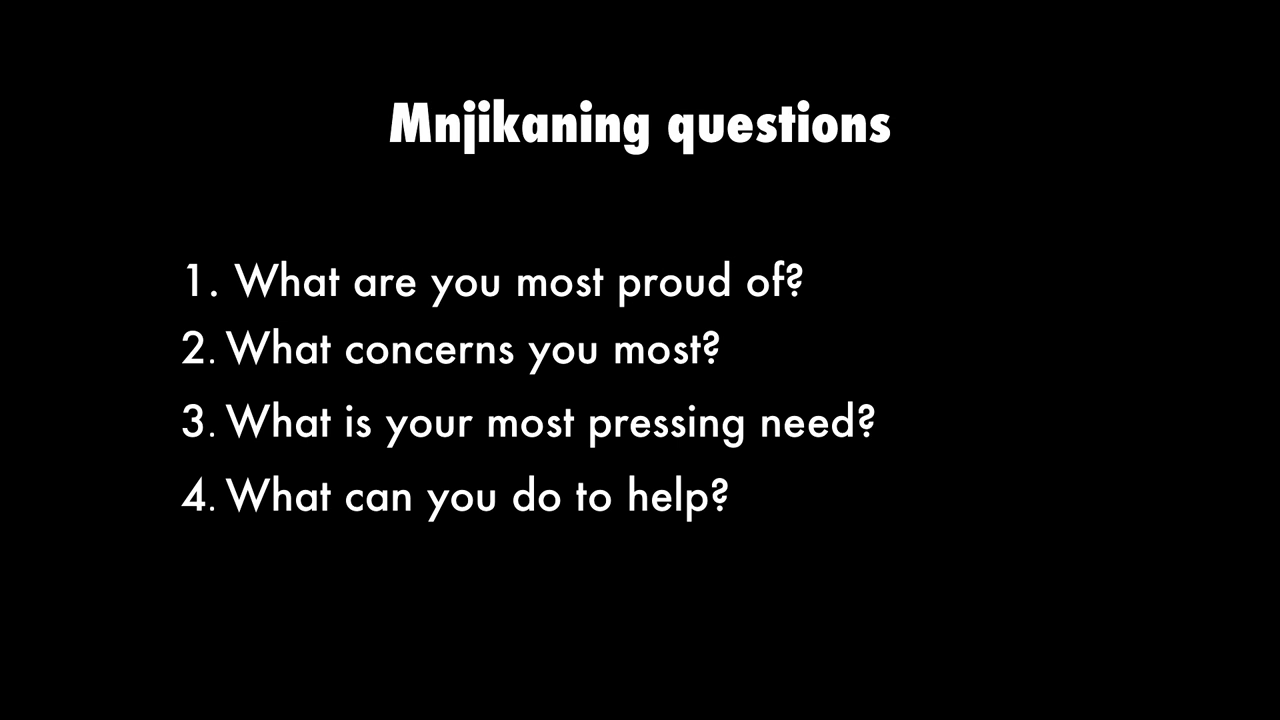 Mnjikaning questions
1. What are you most proud of?
2. What concerns you most?
3. What is your most pressing need?
4. What can you do to help?